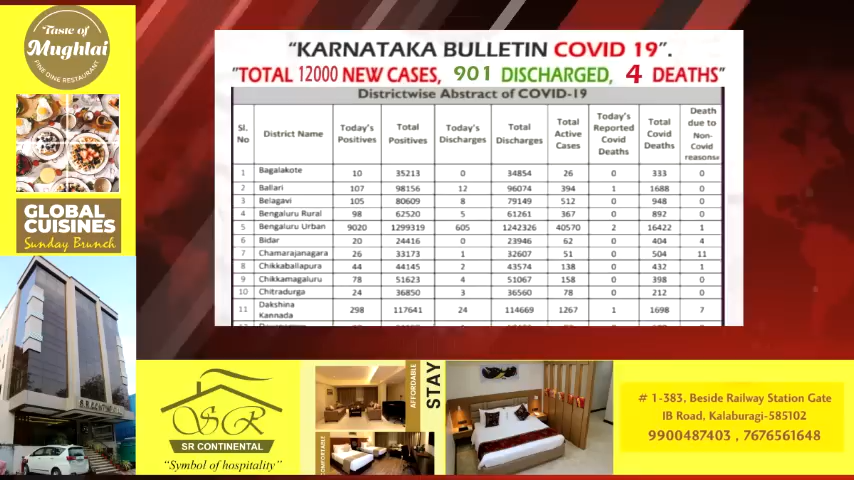 Taste of
Mughlai
FINE DINE RESTAURANT
GLOBAL
CUISINES
Sunday Brunch
"KARNATAKA BULLETIN COVID 19".
"TOTAL 12000 NEW CASES, 901 DISCHARGED, 4 DEATHS"
Districtwise Abstract of COVID-19
Sl. No | District Name | Today's Positives | Total Positives | Today's Discharges | Total Discharges | Total Active Cases | Today's Reported Covid Deaths | Total Covid Deaths | Death due to Non-Covid reasons
1 Bagalakote 10 35213 0 34854 26 0 333 0
2 Ballari 107 98156 12 96074 394 1 1688 0
3 Belagavi 105 80609 8 79149 512 0 948 0
4 Bengaluru Rural 98 62520 5 61261 367 0 892 0
5 Bengaluru Urban 9020 1299319 605 1242326 40570 2 16422 1
6 Bidar 20 24416 0 23946 62 0 404 4
7 Chamarajanagara 26 33173 1 32607 51 0 504 11
8 Chikkaballapura 44 44145 2 43574 138 0 432 1
9 Chikkamagaluru 78 51623 4 51067 158 0 398 0
10 Chitradurga 24 36850 3 36560 78 0 212 0
11 Dakshina Kannada 298 117641 24 114669 1267 1 1698 7
SR
SR CONTINENTAL
"Symbol of hospitality"
AFFORDABLE
COMFORTABLE
STAY
# 1-383, Beside Railway Station Gate
IB Road, Kalaburagi-585102
9900487403 , 7676561648